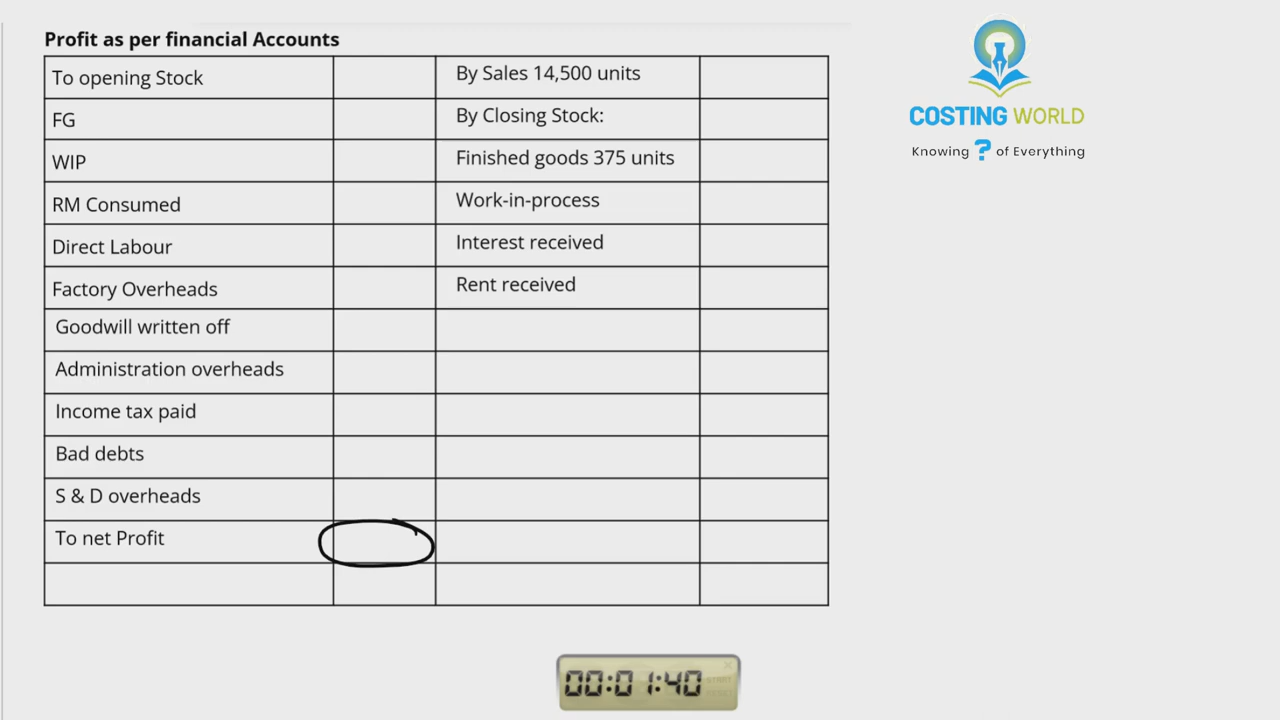 Profit as per financial Accounts
To opening Stock
By Sales 14,500 units
FG
By Closing Stock:
WIP
Finished goods 375 units
RM Consumed
Work-in-process
Direct Labour
Interest received
Factory Overheads
Rent received
Goodwill written off
Administration overheads
Income tax paid
Bad debts
S & D overheads
To net Profit
COSTING WORLD
Knowing ? of Everything
00:01:40